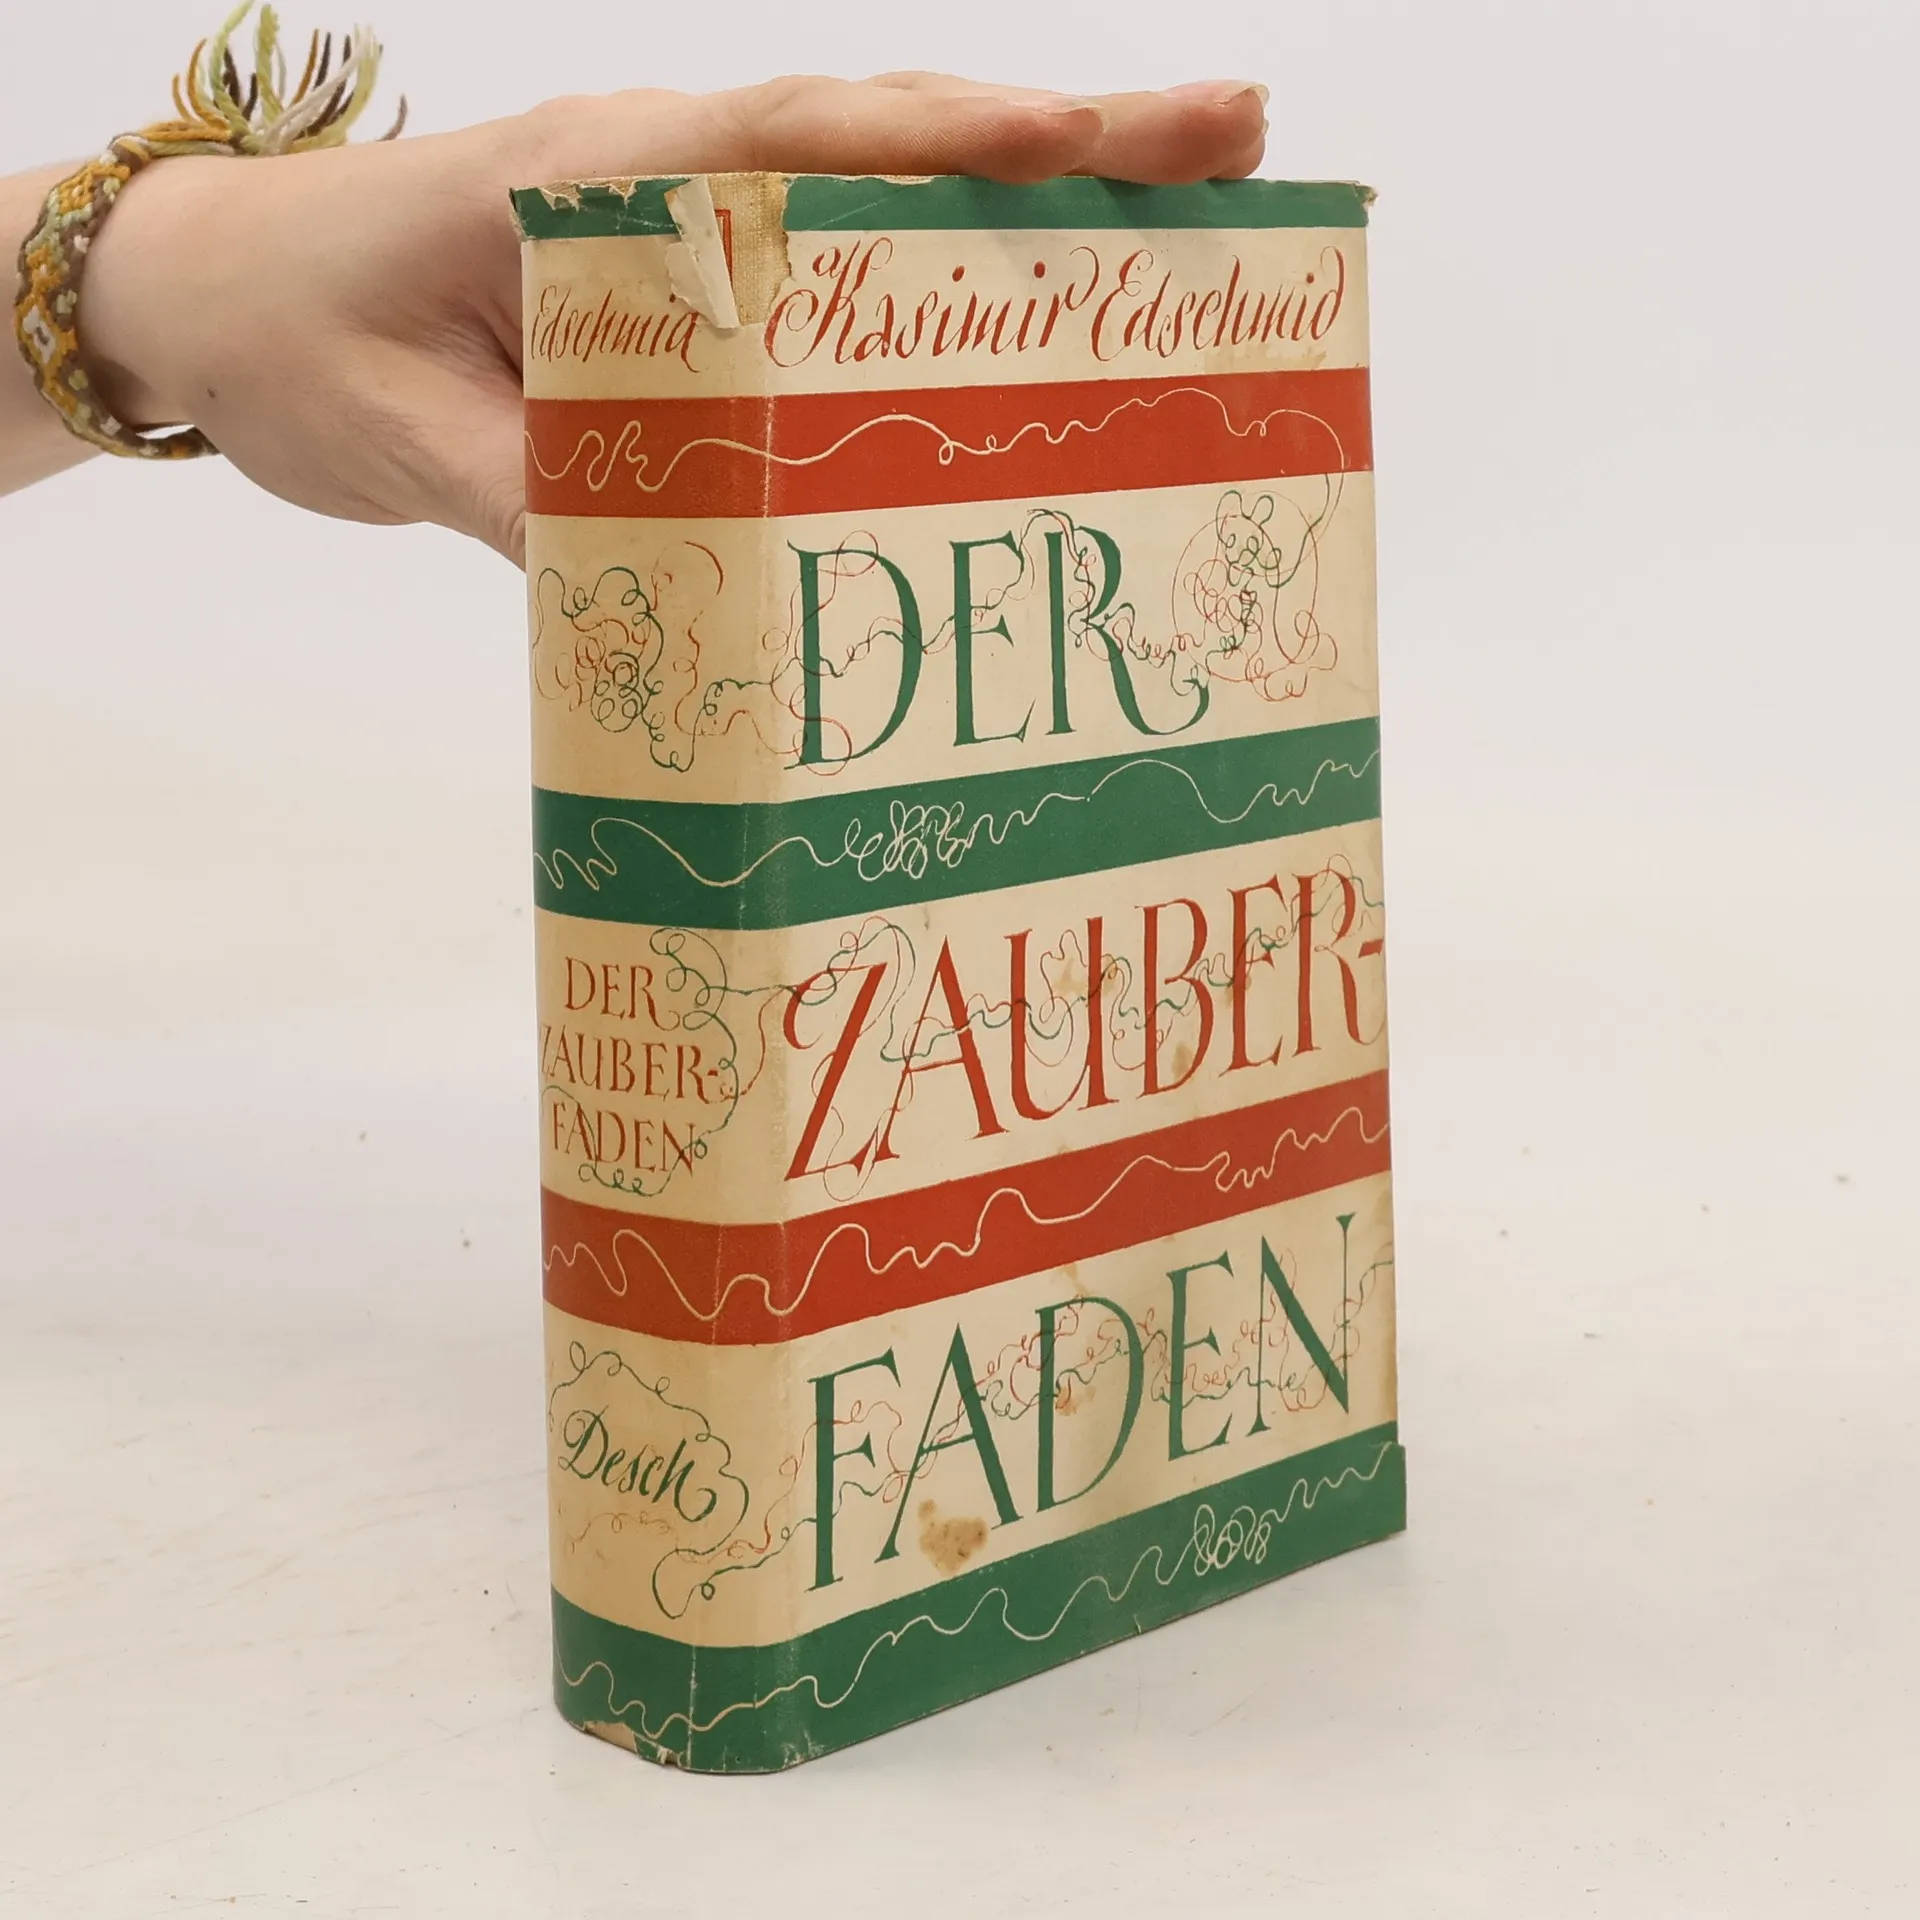 Edschmid
DER
ZAUBER-
FADEN
Desch
Kasimir Edschmid
DER
ZAUBER-
FADEN